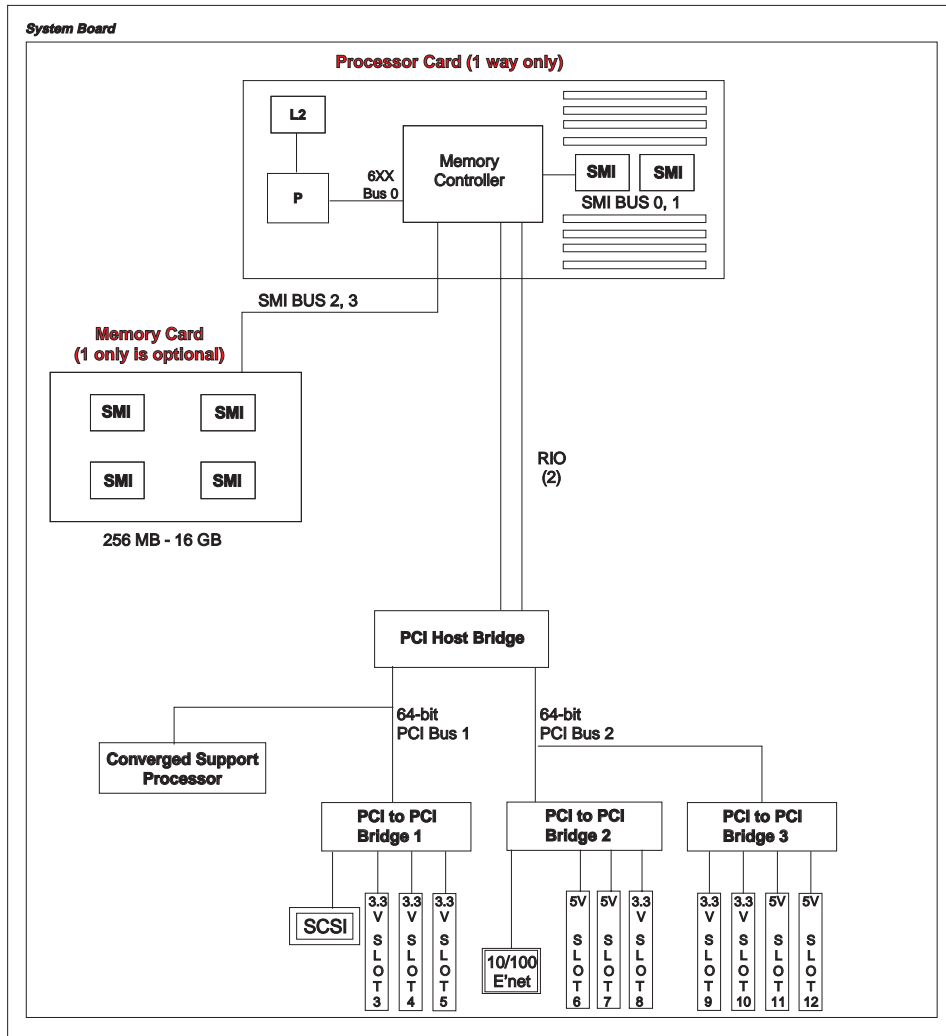 System Board
Processor Card (1 way only)
L2
P
6XX
Bus 0
Memory
Controller
SMI
SMI
SMI BUS 0, 1
SMI BUS 2, 3
Memory Card
(1 only is optional)
SMI
SMI
SMI
SMI
256 MB - 16 GB
RIO
(2)
PCI Host Bridge
64-bit
PCI Bus 1
64-bit
PCI Bus 2
Converged Support
Processor
PCI to PCI
Bridge 1
PCI to PCI
Bridge 2
PCI to PCI
Bridge 3
SCSI
3.3 V SLOT 3
3.3 V SLOT 4
3.3 V SLOT 5
10/100
E'net
5V SLOT 6
5V SLOT 7
3.3 V SLOT 8
3.3 V SLOT 9
3.3 V SLOT 10
5V SLOT 11
5V SLOT 12